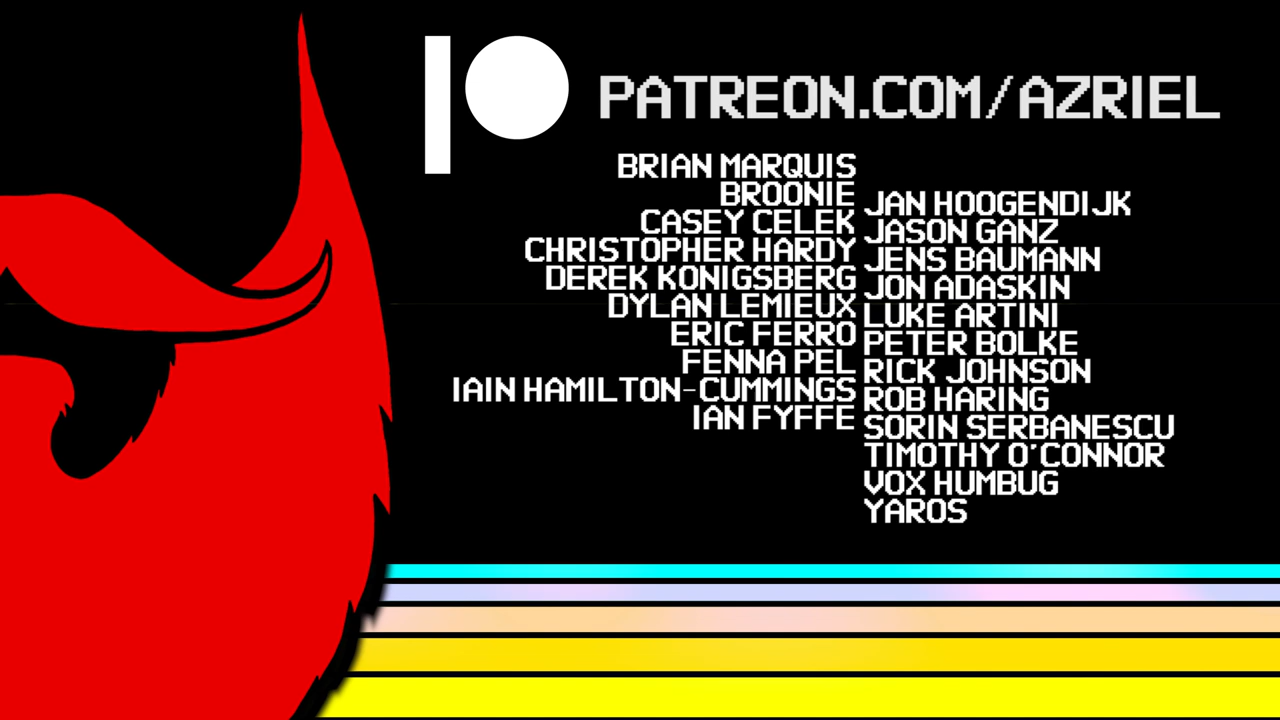 PATREON.COM/AZRIEL
BRIAN MARQUIS
BROONIE
CASEY CELEK
CHRISTOPHER HARDY
DEREK KONIGSBERG
DYLAN LEMIEUX
ERIC FERRO
FENNA PEL
IAIN HAMILTON-CUMMINGS
IAN FYFFE
JAN HOOGENDIJK
JASON GANZ
JENS BAUMANN
JON ADASKIN
LUKE ARTINI
PETER BOLKE
RICK JOHNSON
ROB HARING
SORIN SERBANESCU
TIMOTHY O'CONNOR
VOX HUMBUG
YAROS